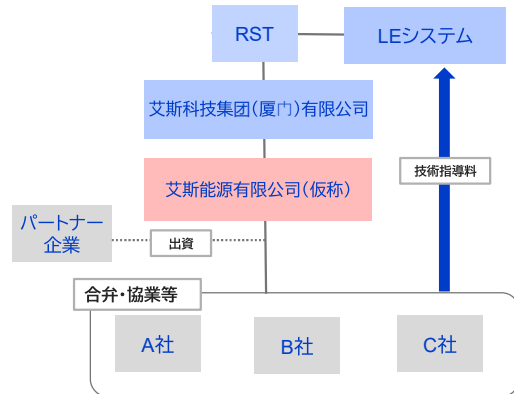 RST
LEシステム
艾斯科技集团(厦门)有限公司
技術指導料
艾斯能源有限公司(仮称)
パートナー
企業
出資
合弁・協業等
A社
B社
C社